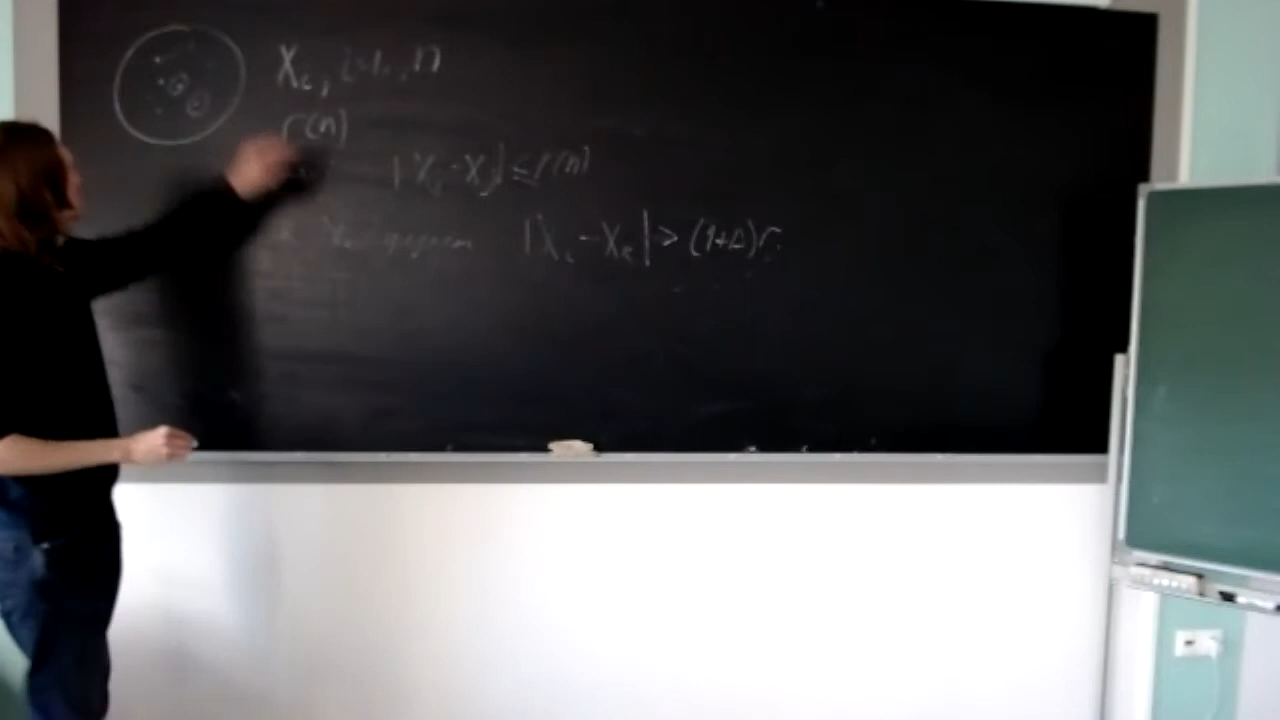 X_i, i=1,..,n
r(n)
|X_i - X_j| ≤ r(n)
|X_i - X_k| > (1+Δ)r